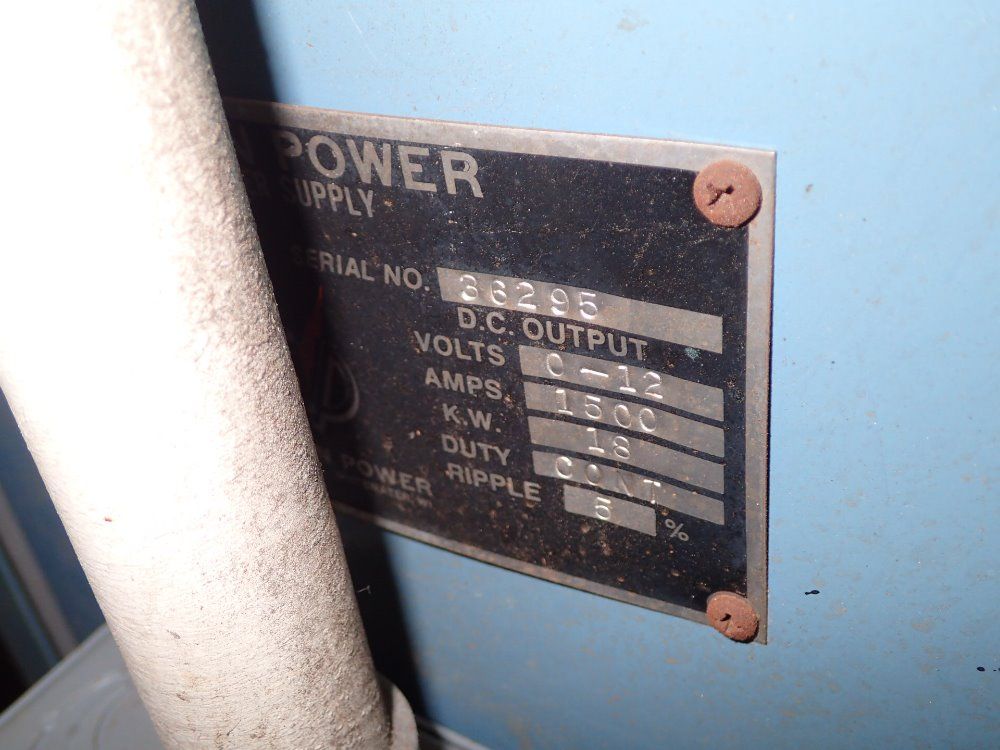 POWER
SUPPLY
SERIAL NO. 36295
D.C. OUTPUT
VOLTS 0-12
AMPS. 1500
K.W. 18
DUTY CONT
RIPPLE 5 %
POWER